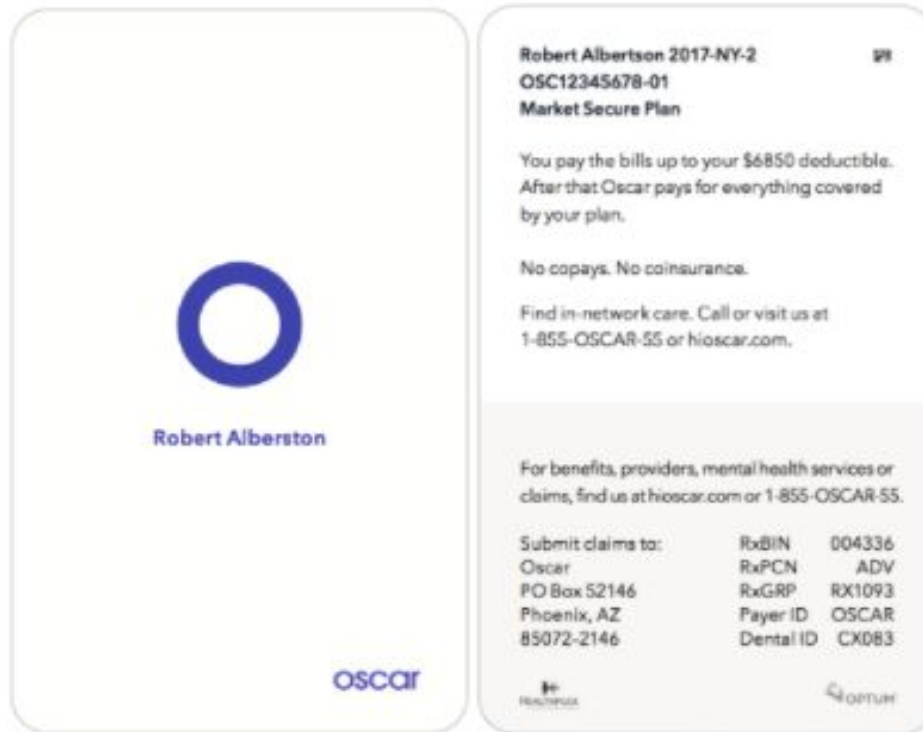 Robert Alberston
oscar
Robert Albertson 2017-NY-2
OSC12345678-01
Market Secure Plan
You pay the bills up to your $6850 deductible.
After that Oscar pays for everything covered
by your plan.
No copays. No coinsurance.
Find in-network care. Call or visit us at
1-855-OSCAR-55 or hioscar.com.
For benefits, providers, mental health services or
claims, find us at hioscar.com or 1-855-OSCAR-55.
Submit claims to:
Oscar
PO Box 52146
Phoenix, AZ
85072-2146
RxBIN 004336
RxPCN ADV
RxGRP RX1093
Payer ID OSCAR
Dental ID CX083
OPTUM